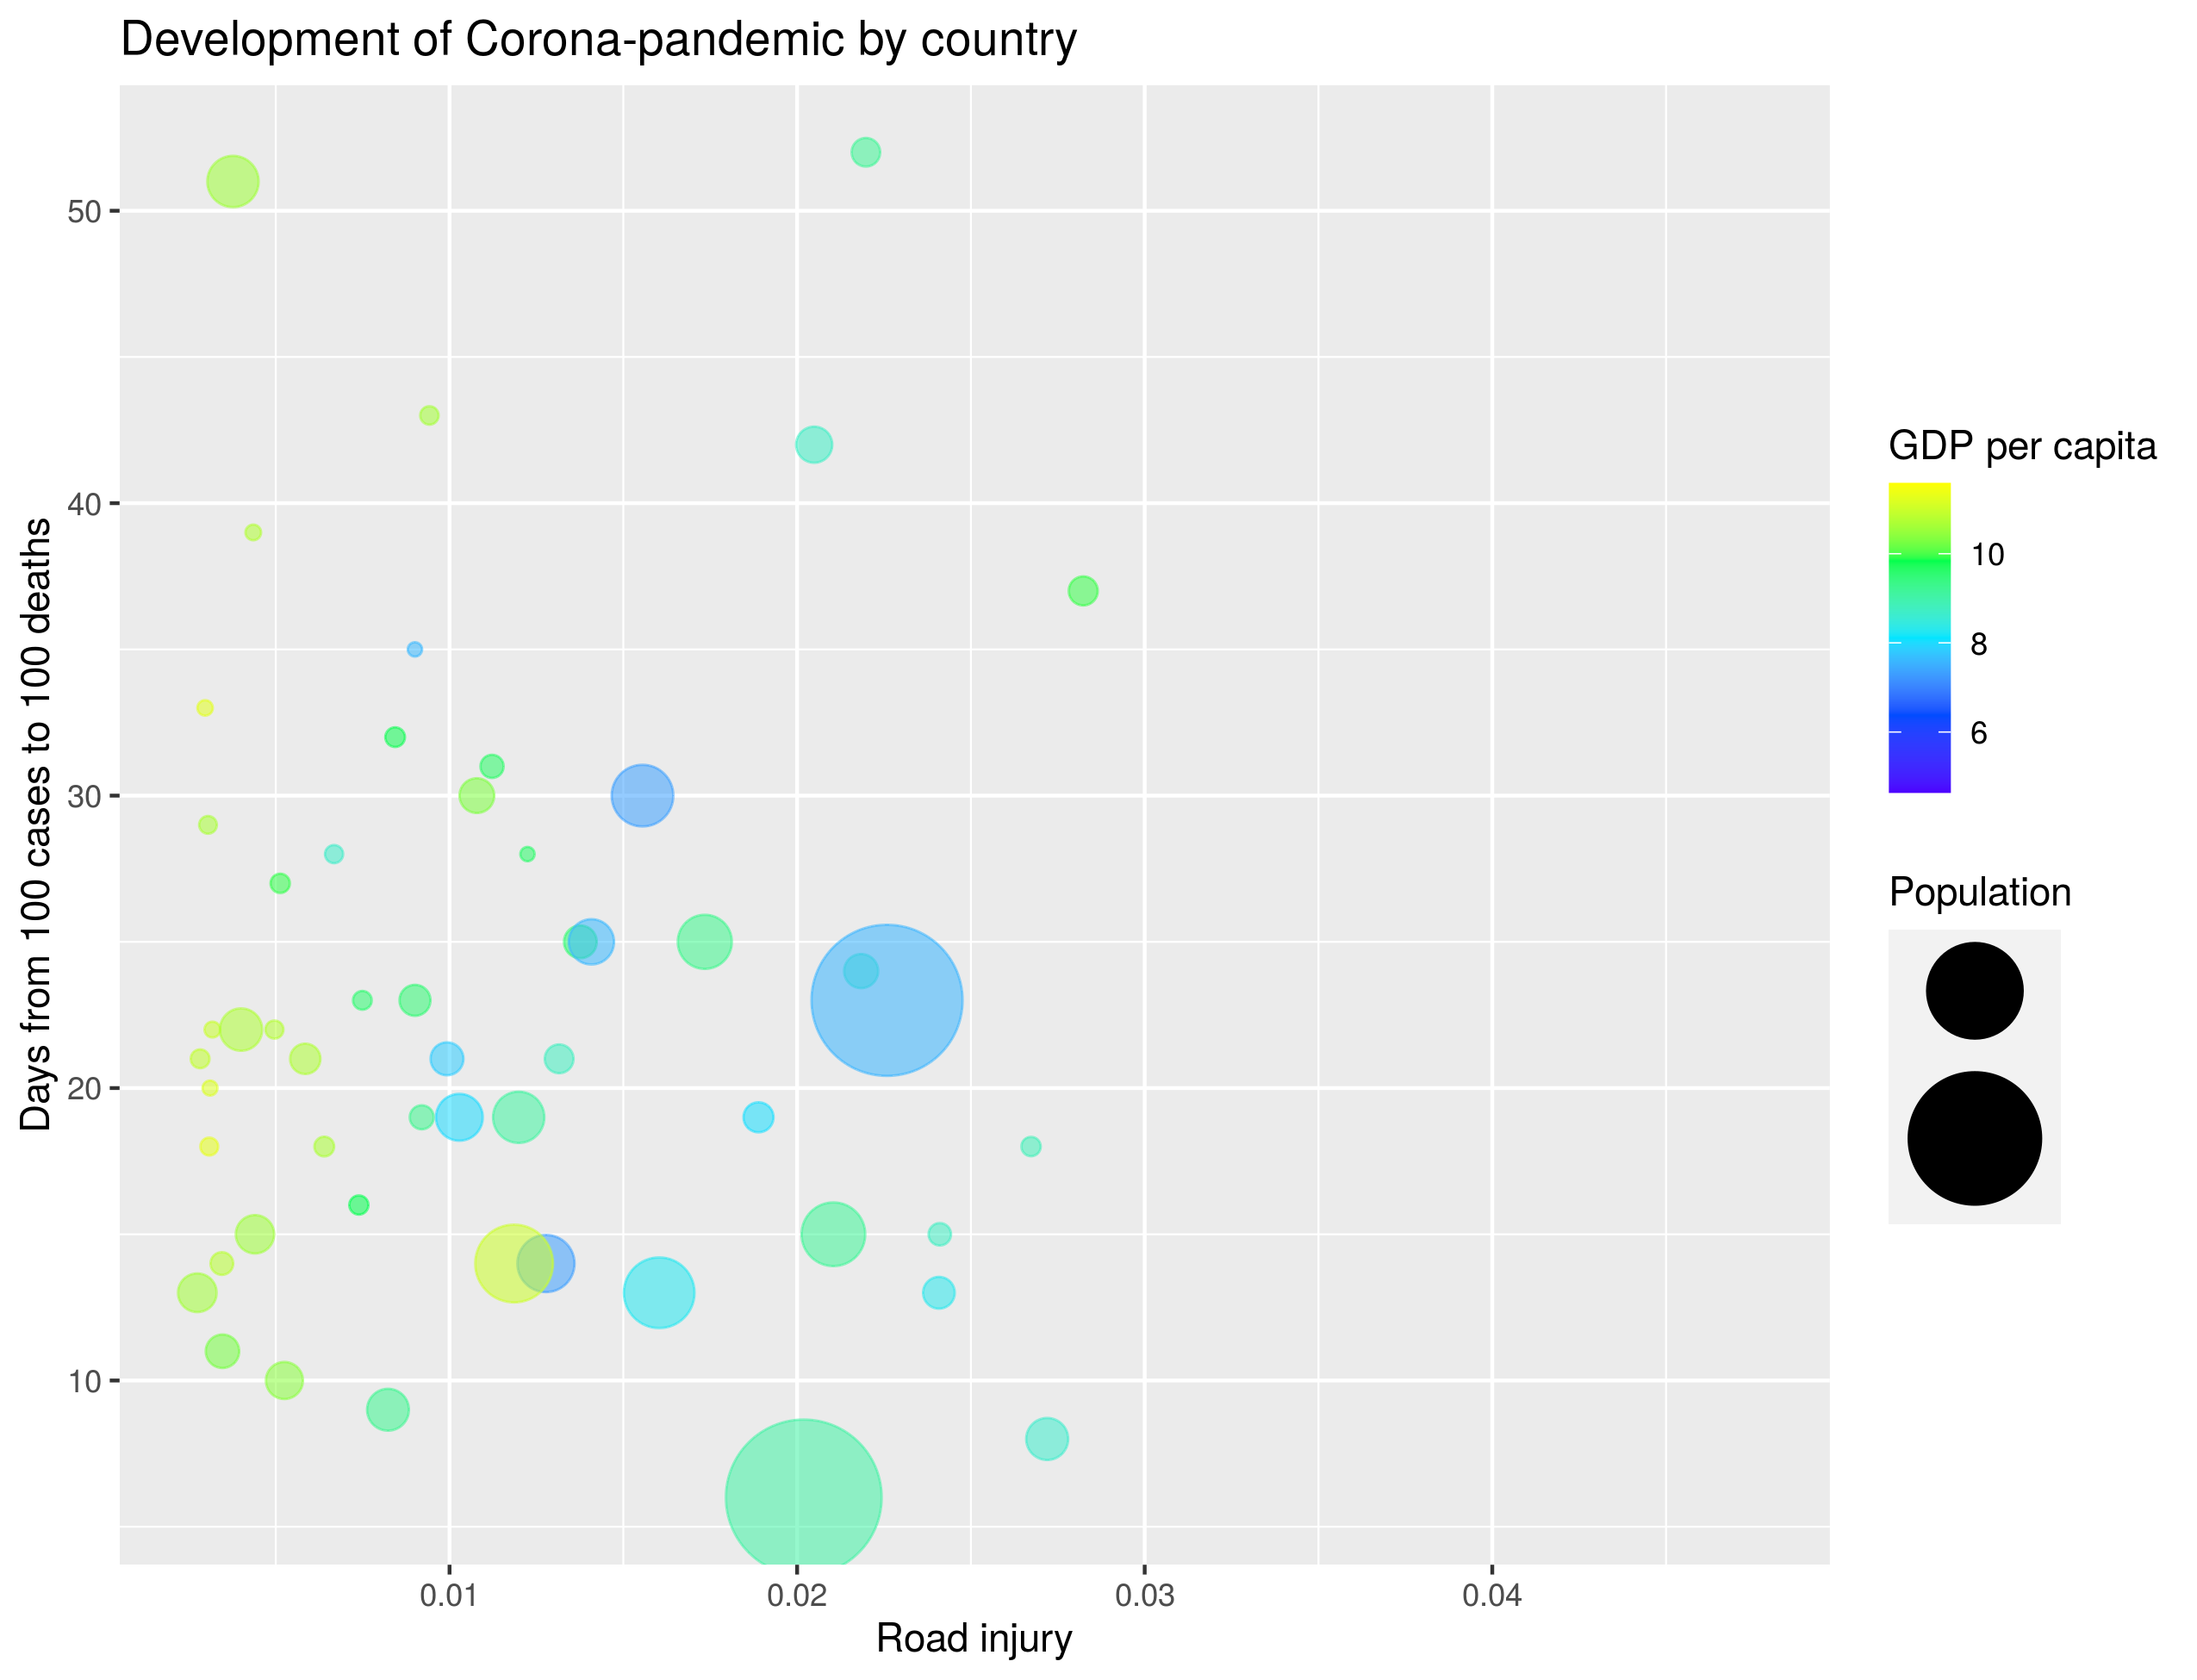 Development of Corona-pandemic by country
Days from 100 cases to 100 deaths
50
40
30
20
10
0.01
0.02
0.03
0.04
Road injury
GDP per capita
10
8
6
Population